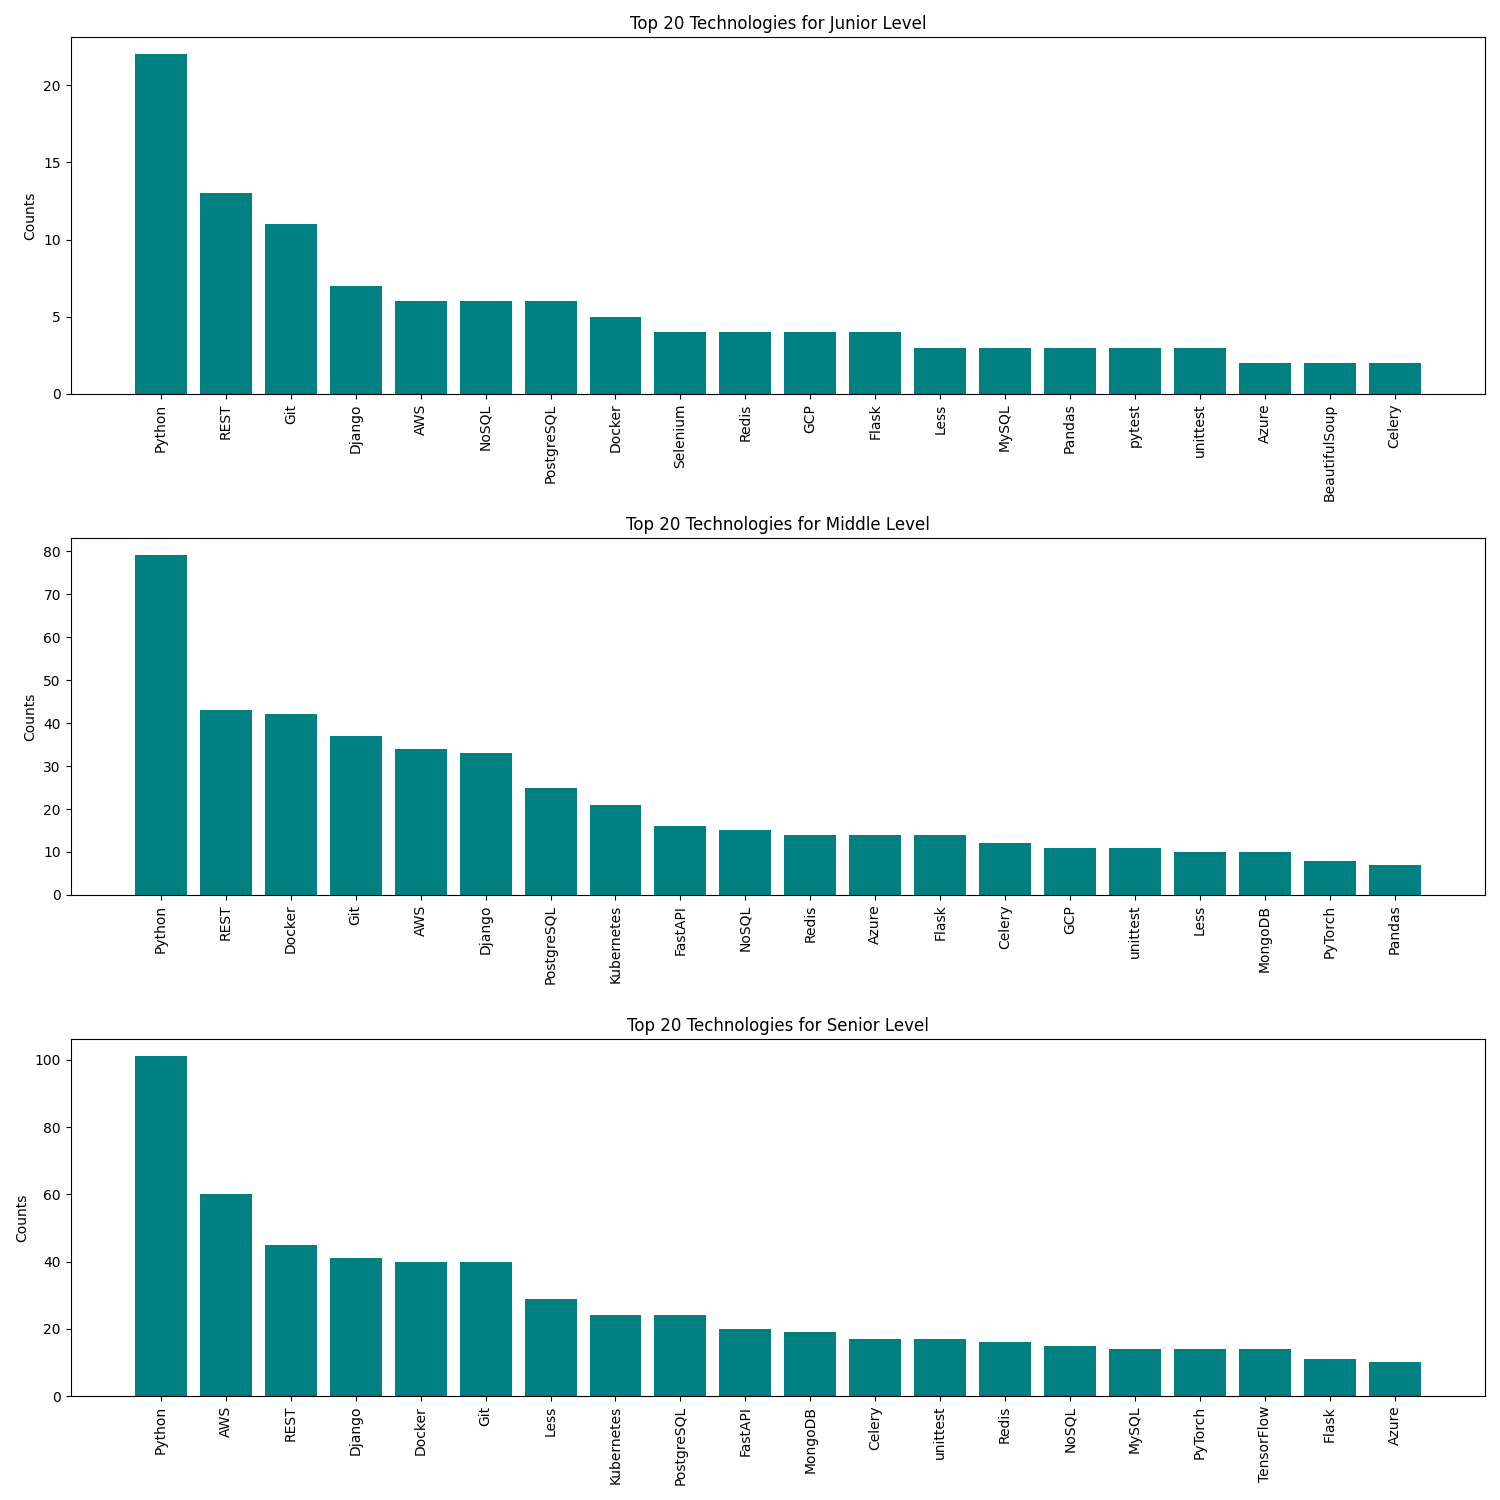 Top 20 Technologies for Junior Level
Counts
20
15
10
5
0
Python
REST
Git
Django
AWS
NoSQL
PostgreSQL
Docker
Selenium
Redis
GCP
Flask
Less
MySQL
Pandas
pytest
unittest
Azure
BeautifulSoup
Celery
Top 20 Technologies for Middle Level
Counts
80
70
60
50
40
30
20
10
0
Python
REST
Docker
Git
AWS
Django
PostgreSQL
Kubernetes
FastAPI
NoSQL
Redis
Azure
Flask
Celery
GCP
unittest
Less
MongoDB
PyTorch
Pandas
Top 20 Technologies for Senior Level
Counts
100
80
60
40
20
0
Python
AWS
REST
Django
Docker
Git
Less
Kubernetes
PostgreSQL
FastAPI
MongoDB
Celery
unittest
Redis
NoSQL
MySQL
PyTorch
TensorFlow
Flask
Azure